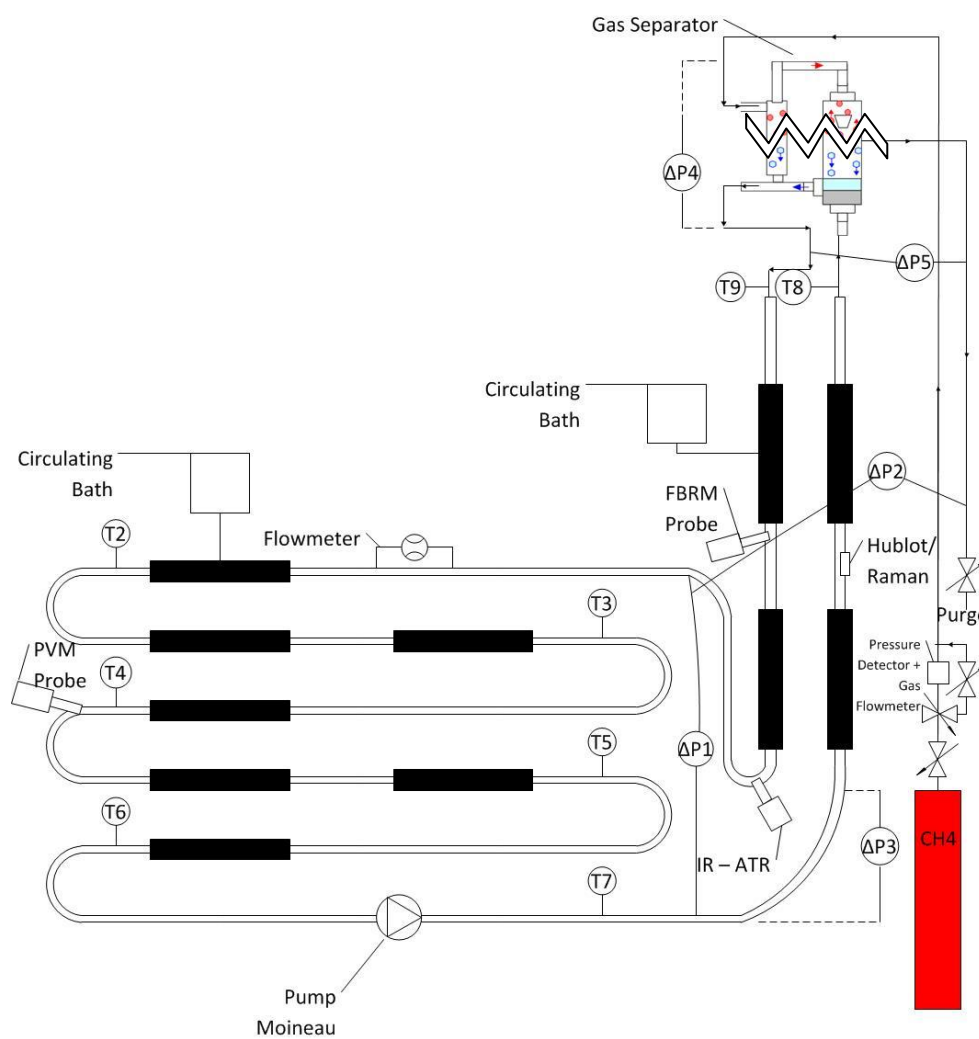 Gas Separator
ΔP4
ΔP5
T9
T8
Circulating
Bath
Circulating
Bath
ΔP2
FBRM
Probe
T2
Flowmeter
Hublot/
Raman
T3
Purge
PVM
Probe
T4
Pressure
Detector +
Gas
Flowmeter
T5
ΔP1
T6
IR – ATR
ΔP3
CH4
T7
Pump
Moineau